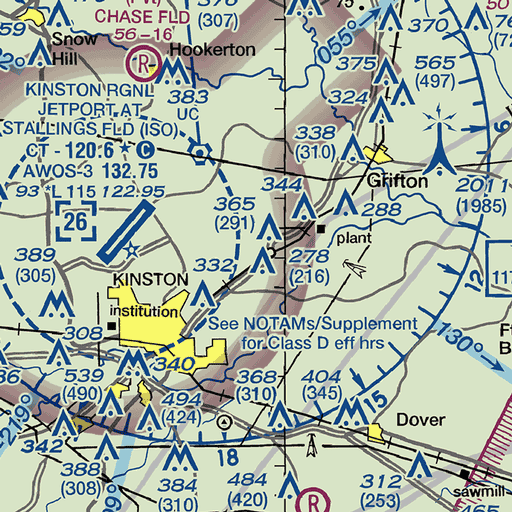 CHASE FLD
56 - 16
(307)
R
Hookerton
Snow
Hill
59
055°
375
565
(497)
324
383
UC
KINSTON RGNL
JETPORT AT
STALLINGS FLD (ISO)
CT - 120.6 C
AWOS-3 132.75
93 *L 115 122.95
338
(310)
Grifton
2011
(1985)
344
288
365
(291)
plant
26
389
(305)
278
(216)
332
KINSTON
institution
12
See NOTAMs/Supplement
for Class D eff hrs
308
130°
340
539
(490)
368
(310)
404
(345)
494
(424)
15
Dover
219°
342
18
388
(308)
384
(310)
484
(420)
312
(253)
sawmill
R
465